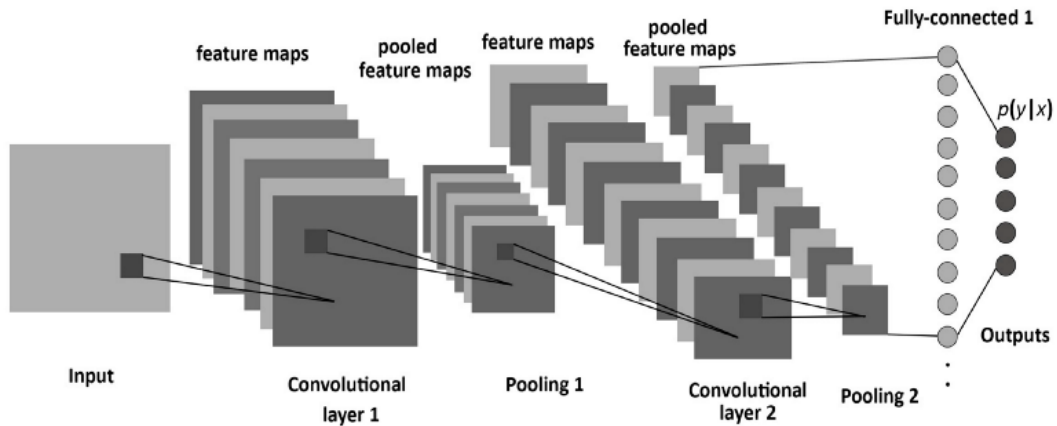 feature maps
pooled
feature maps
feature maps
pooled
feature maps
Fully-connected 1
p(y|x)
Input
Convolutional
layer 1
Pooling 1
Convolutional
layer 2
Pooling 2
Outputs